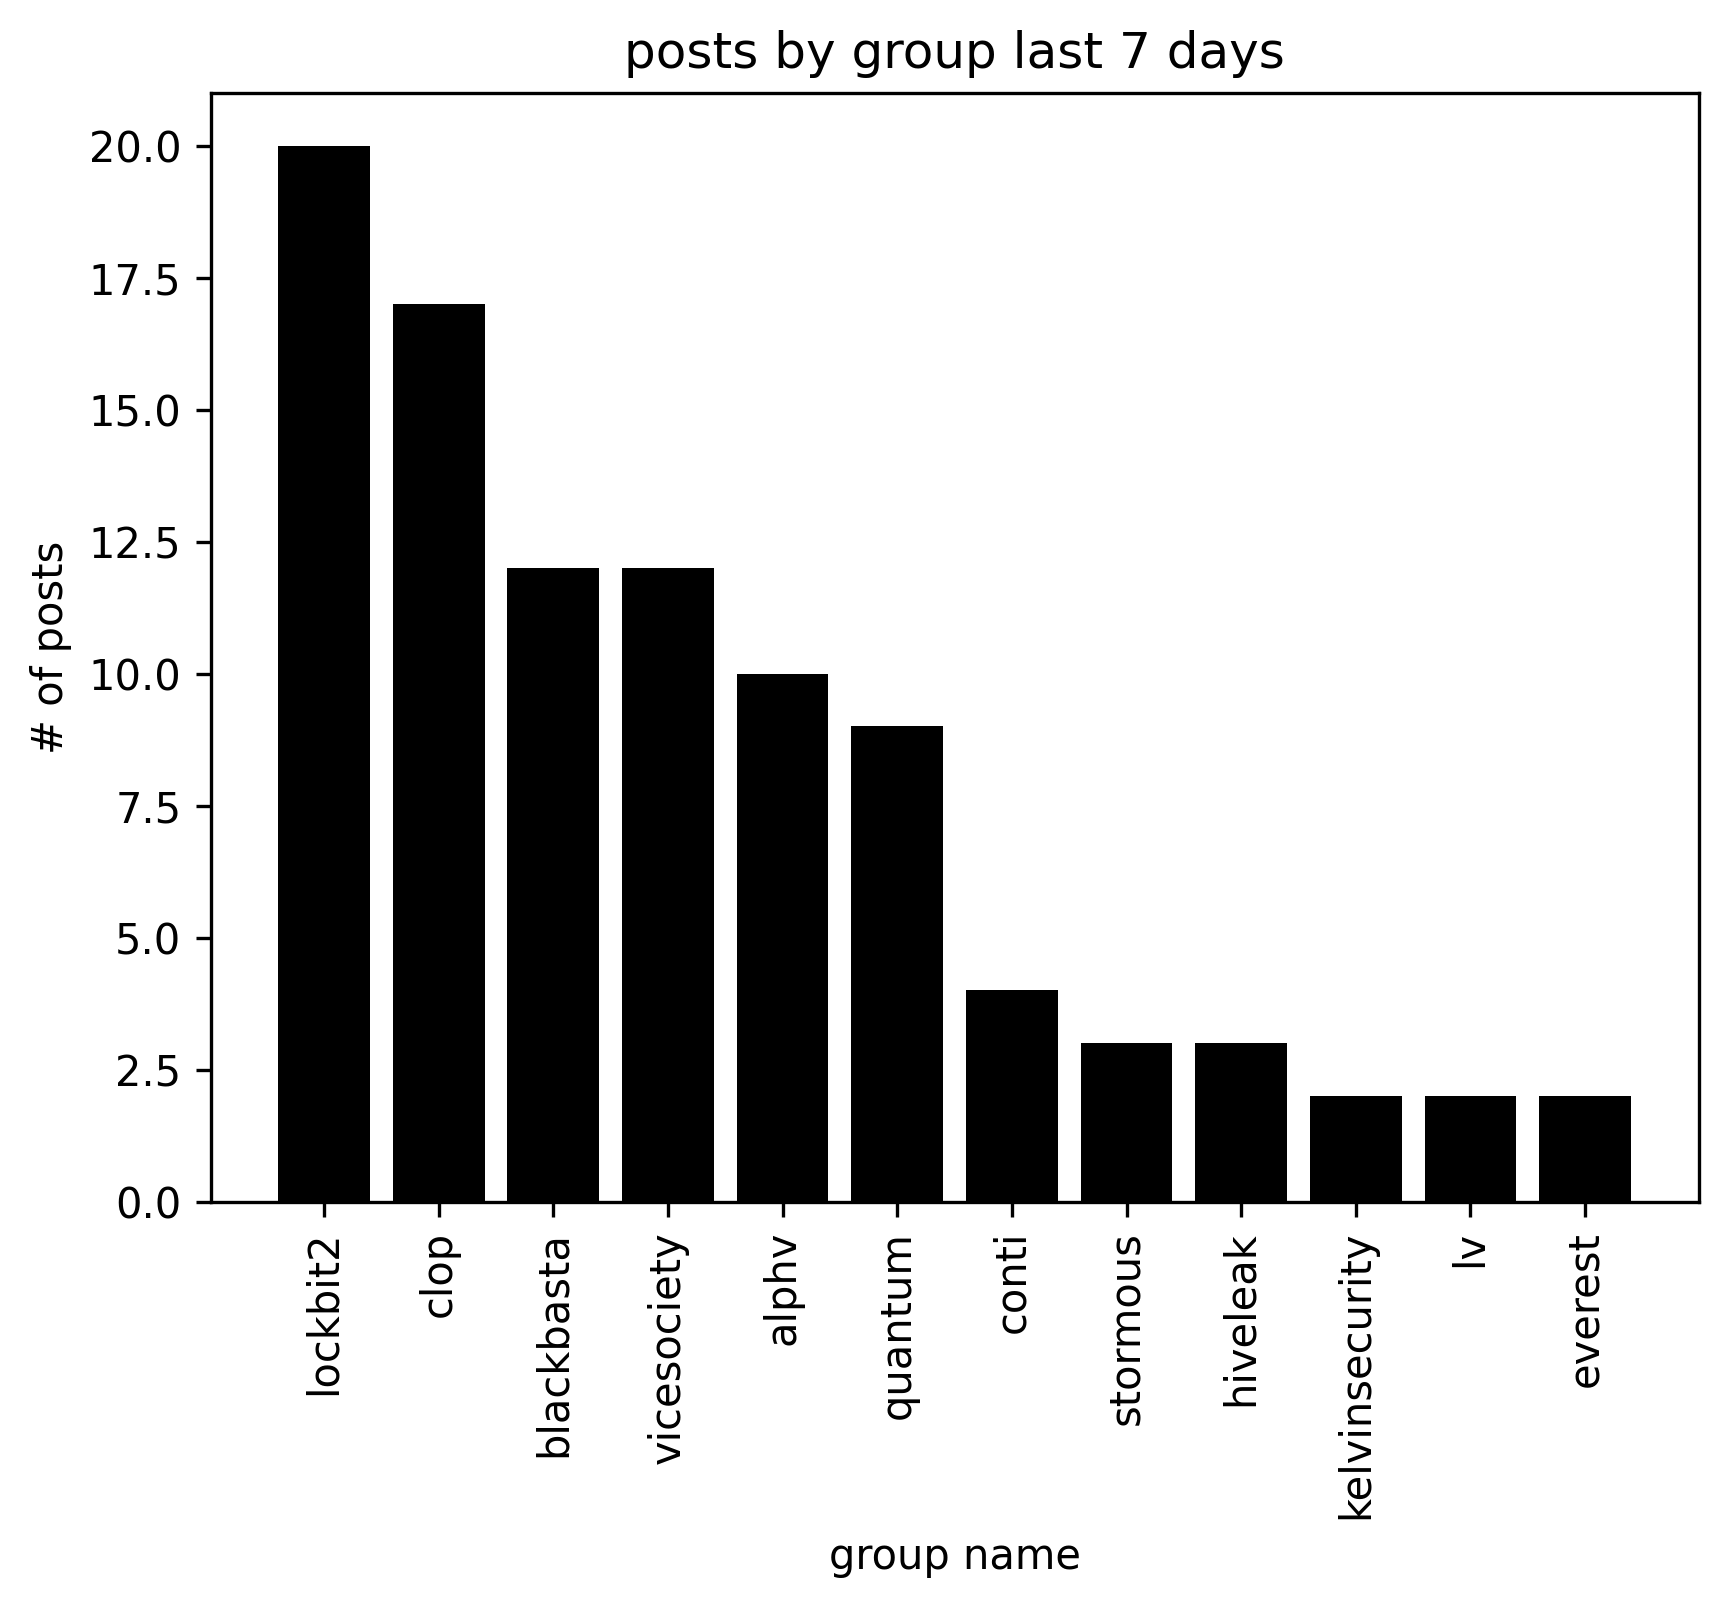 posts by group last 7 days
# of posts
20.0
17.5
15.0
12.5
10.0
7.5
5.0
2.5
0.0
lockbit2
clop
blackbasta
vicesociety
alphv
quantum
conti
stormous
hiveleak
kelvinsecurity
lv
everest
group name